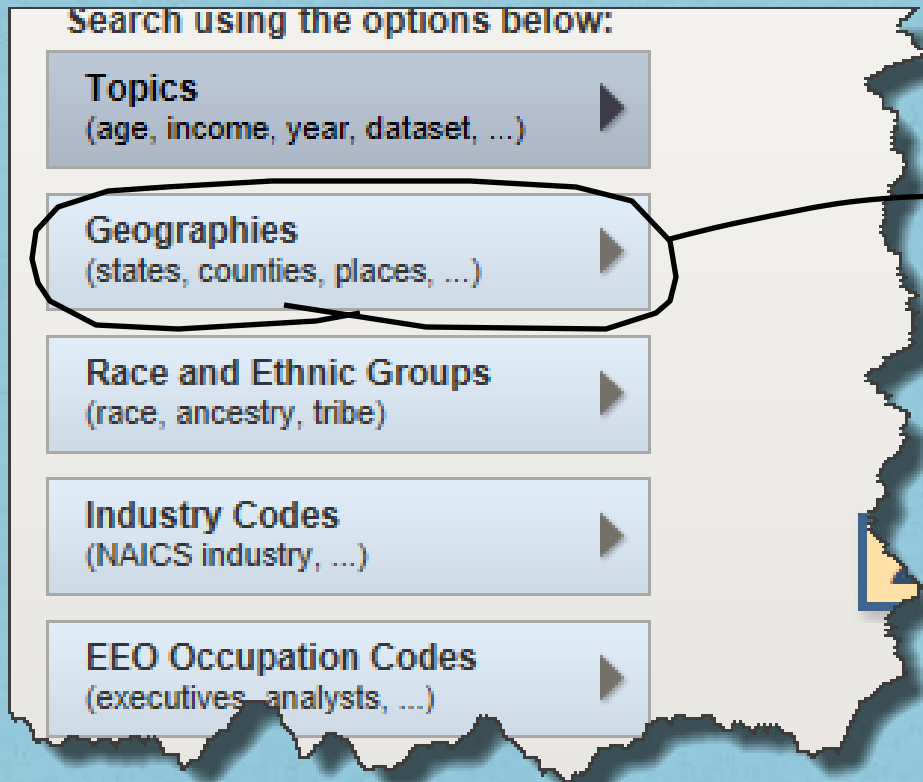 Search using the options below:
Topics
(age, income, year, dataset, ...)
Geographies
(states, counties, places, ...)
Race and Ethnic Groups
(race, ancestry, tribe)
Industry Codes
(NAICS industry, ...)
EEO Occupation Codes
(executives, analysts, ...)